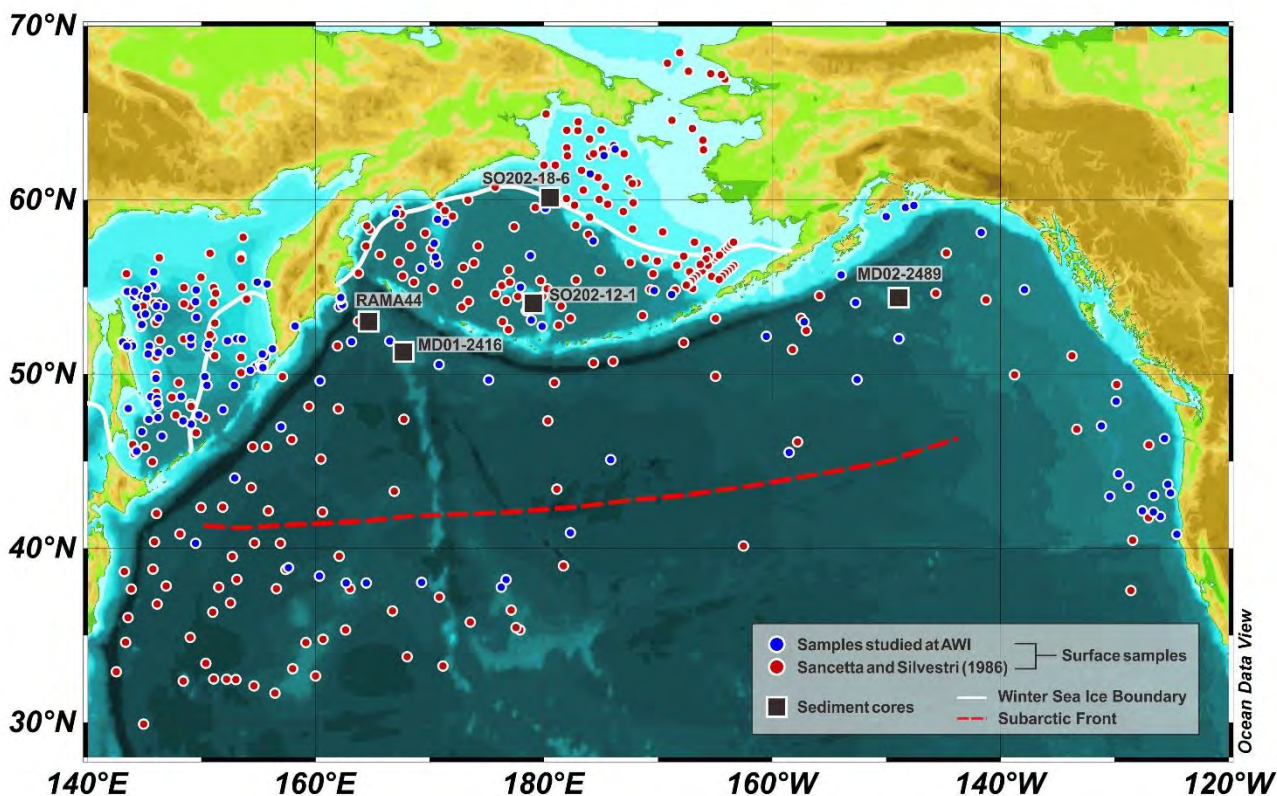 70°N
60°N
50°N
40°N
30°N
SO202-18-6
MD02-2489
SO202-12-1
RAMA44
MD01-2416
Samples studied at AWI
Sancetta and Silvestri (1986)
Surface samples
Sediment cores
Winter Sea Ice Boundary
Subarctic Front
Ocean Data View
140°E
160°E
180°E
160°W
140°W
120°W